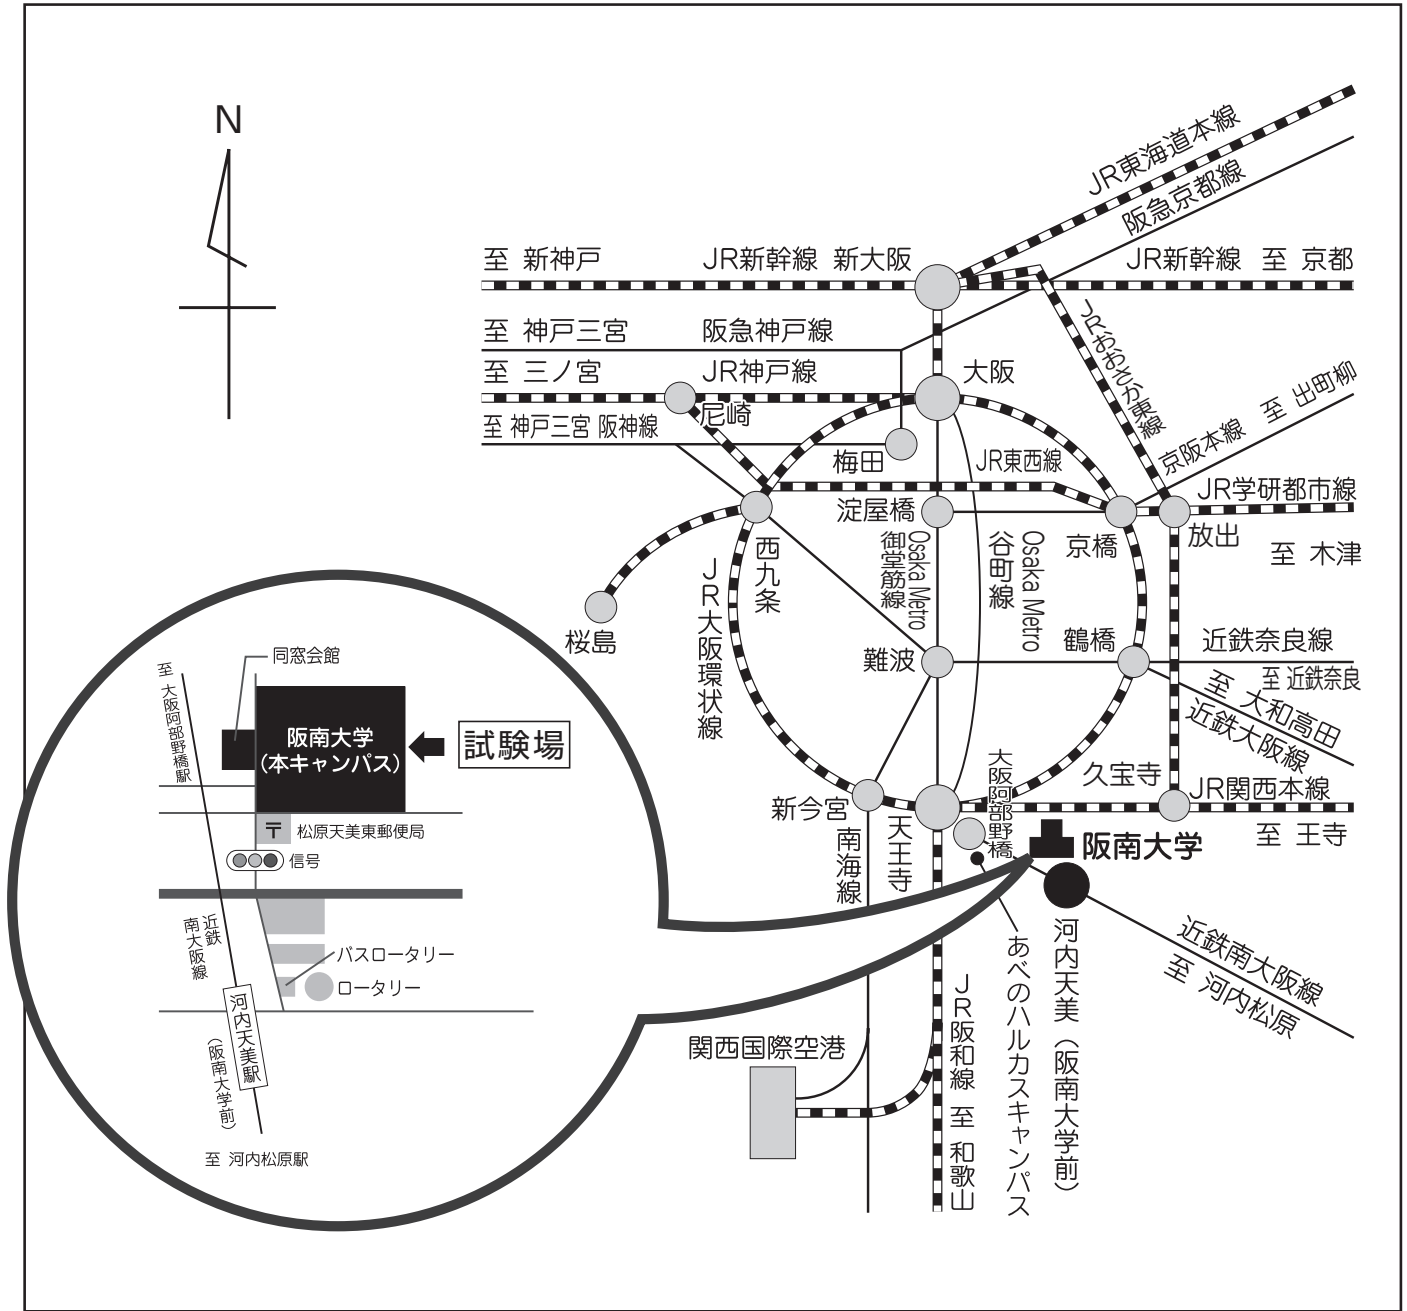 N
JR東海道本線
阪急京都線
至 新神戸
JR新幹線 新大阪
JR新幹線 至 京都
至 神戸三宮
阪急神戸線
JRおおさか東線
至 三ノ宮
JR神戸線
大阪
尼崎
至 神戸三宮 阪神線
梅田
JR東西線
京阪本線 至 出町柳
JR学研都市線
淀屋橋
京橋
放出
至 木津
西九条
JR大阪環状線
Osaka Metro
御堂筋線
Osaka Metro
谷町線
桜島
難波
鶴橋
近鉄奈良線
至 近鉄奈良
至 大和高田
近鉄大阪線
久宝寺
JR関西本線
至 王寺
新今宮
南海線
天王寺
大阪阿部野橋
阪南大学
近鉄南大阪線
至 河内松原
河内天美(阪南大学前)
あべのハルカスキャンパス
JR阪和線 至 和歌山
関西国際空港
至 大阪阿部野橋駅
同窓会館
阪南大学
(本キャンパス)
試験場
〒 松原天美東郵便局
信号
近鉄
南大阪線
バスロータリー
ロータリー
河内天美駅
(阪南大学前)
至 河内松原駅